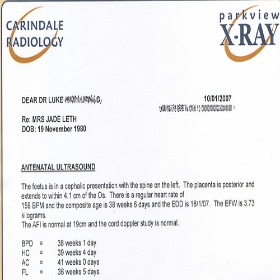 CARINDALE
RADIOLOGY
parkview
X-RAY
DEAR DR LUKE
10/01/2007
Re: MRS JADE LETH
DOB: 19 November 1980
ANTENATAL ULTRASOUND
The foetus is in a cephalic presentation with the spine on the left. The placenta is posterior and
extends to within 4.1 cm of the Os. There is a regular heart rate of
156 BPM and the composite age is 38 weeks 6 days and the EDD is 18/1/07. The EFW is 3.73
kilograms.
The AFI is normal at 19cm and the cord doppler study is normal.
BPD = 36 weeks 1 day
HC = 39 weeks 4 days
AC = 41 weeks 0 days
FL = 36 weeks 5 days